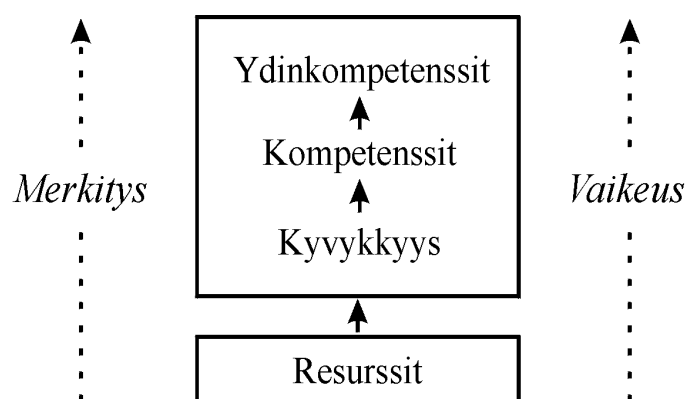 Ydinkompetenssit
Kompetenssit
Merkitys
Vaikeus
Kyvykkyys
Resurssit